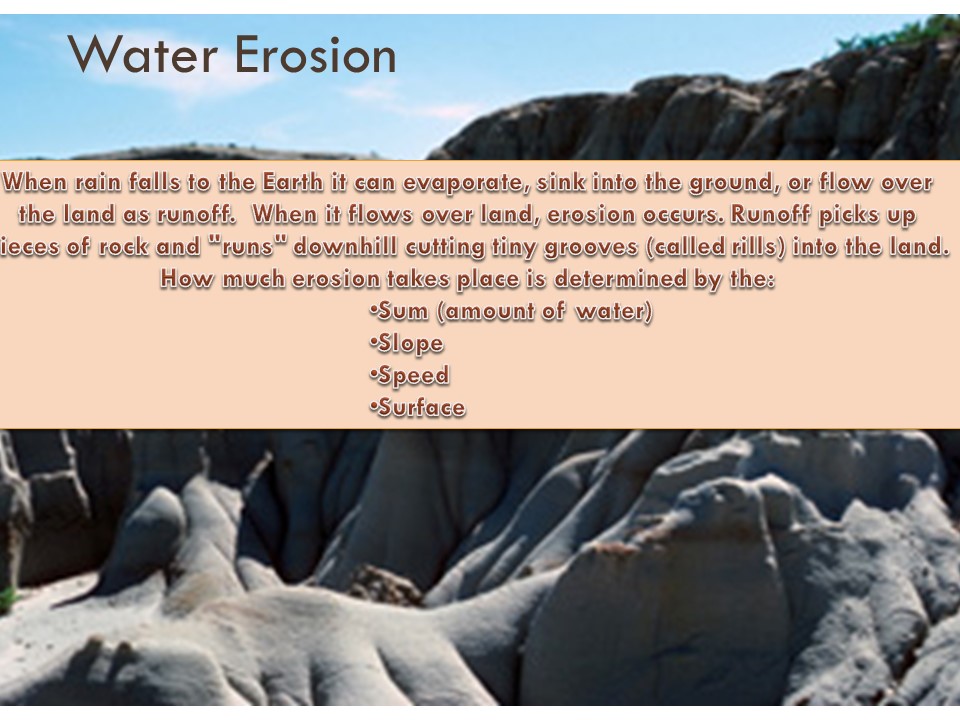 Water Erosion
When rain falls to the Earth it can evaporate, sink into the ground, or flow over
the land as runoff.  When it flows over land, erosion occurs. Runoff picks up
ieces of rock and "runs" downhill cutting tiny grooves (called rills) into the land.
How much erosion takes place is determined by the:
•Sum (amount of water)
•Slope
•Speed
•Surface